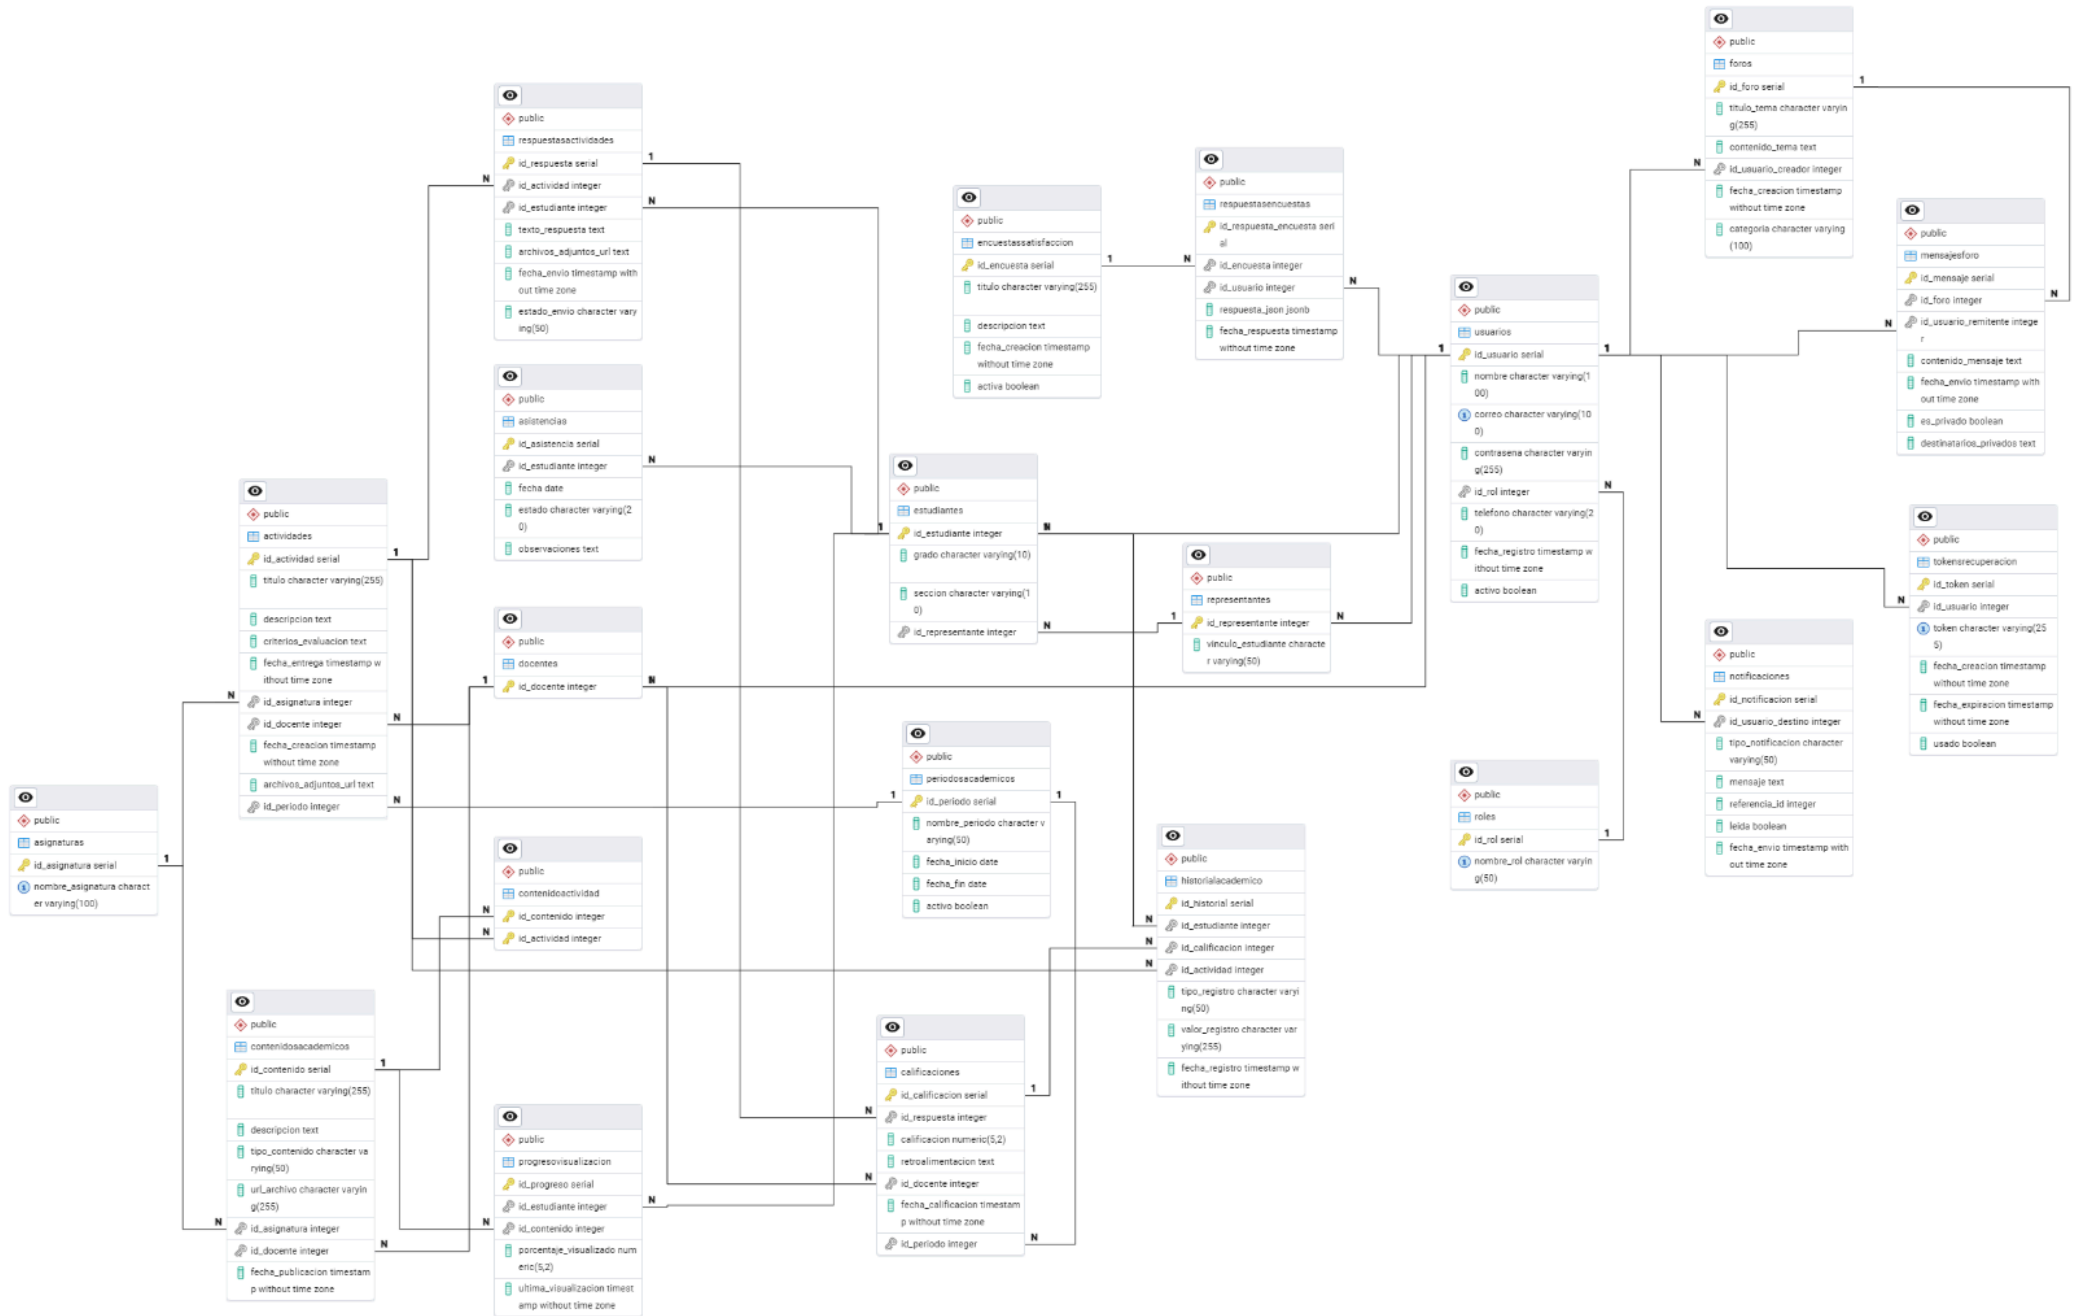 public
foros
id_foro serial
titulo_tema character varyin
g(255)
contenido_tema text
id_usuario_creador integer
fecha_creacion timestamp
without time zone
categoria character varying
(100)
1
N
public
respuestasactividades
id_respuesta serial
id_actividad integer
id_estudiante integer
texto_respuesta text
archivos_adjuntos_url text
fecha_envio timestamp with
out time zone
estado_envio character vary
ing(50)
1
N
N
public
respuestasencuestas
id_respuesta_encuesta seri
al
id_encuesta integer
id_usuario integer
respuesta_json jsonb
fecha_respuesta timestamp
without time zone
N
N
public
encuestassatisfaccion
id_encuesta serial
titulo character varying(255)
descripcion text
fecha_creacion timestamp
without time zone
activa boolean
1
public
mensajesforo
id_mensaje serial
id_foro integer
id_usuario_remitente intege
r
contenido_mensaje text
fecha_envio timestamp with
out time zone
es_privado boolean
destinatarios_privados text
N
N
public
usuarios
id_usuario serial
nombre character varying(1
00)
correo character varying(10
0)
contrasena character varyin
g(255)
id_rol integer
telefono character varying(2
0)
fecha_registro timestamp w
ithout time zone
activo boolean
1
1
N
public
asistencias
id_asistencia serial
id_estudiante integer
fecha date
estado character varying(2
0)
observaciones text
N
public
estudiantes
id_estudiante integer
grado character varying(10)
seccion character varying(1
0)
id_representante integer
1
N
N
public
actividades
id_actividad serial
titulo character varying(255)
descripcion text
criterios_evaluacion text
fecha_entrega timestamp w
ithout time zone
id_asignatura integer
id_docente integer
fecha_creacion timestamp
without time zone
archivos_adjuntos_url text
id_periodo integer
1
N
N
N
public
tokensrecuperacion
id_token serial
id_usuario integer
token character varying(25
5)
fecha_creacion timestamp
without time zone
fecha_expiracion timestamp
without time zone
usado boolean
N
public
representantes
id_representante integer
vinculo_estudiante characte
r varying(50)
1
N
public
docentes
id_docente integer
1
N
public
notificaciones
id_notificacion serial
id_usuario_destino integer
tipo_notificacion character
varying(50)
mensaje text
referencia_id integer
leida boolean
fecha_envio timestamp with
out time zone
N
public
periodosacademicos
id_periodo serial
nombre_periodo character v
arying(50)
fecha_inicio date
fecha_fin date
activo boolean
1
1
public
roles
id_rol serial
nombre_rol character varyin
g(50)
1
public
asignaturas
id_asignatura serial
nombre_asignatura charact
er varying(100)
1
public
contenidoactividad
id_contenido integer
id_actividad integer
N
N
public
historialacademico
id_historial serial
id_estudiante integer
id_calificacion integer
id_actividad integer
tipo_registro character varyi
ng(50)
valor_registro character var
ying(255)
fecha_registro timestamp w
ithout time zone
N
N
N
public
contenidosacademicos
id_contenido serial
titulo character varying(255)
descripcion text
tipo_contenido character va
rying(50)
url_archivo character varyin
g(255)
id_asignatura integer
id_docente integer
fecha_publicacion timestam
p without time zone
1
N
N
public
calificaciones
id_calificacion serial
id_respuesta integer
calificacion numeric(5,2)
retroalimentacion text
id_docente integer
fecha_calificacion timestam
p without time zone
id_periodo integer
1
N
N
N
public
progresovisualizacion
id_progreso serial
id_estudiante integer
id_contenido integer
porcentaje_visualizado num
eric(5,2)
ultima_visualizacion timest
amp without time zone
N
N